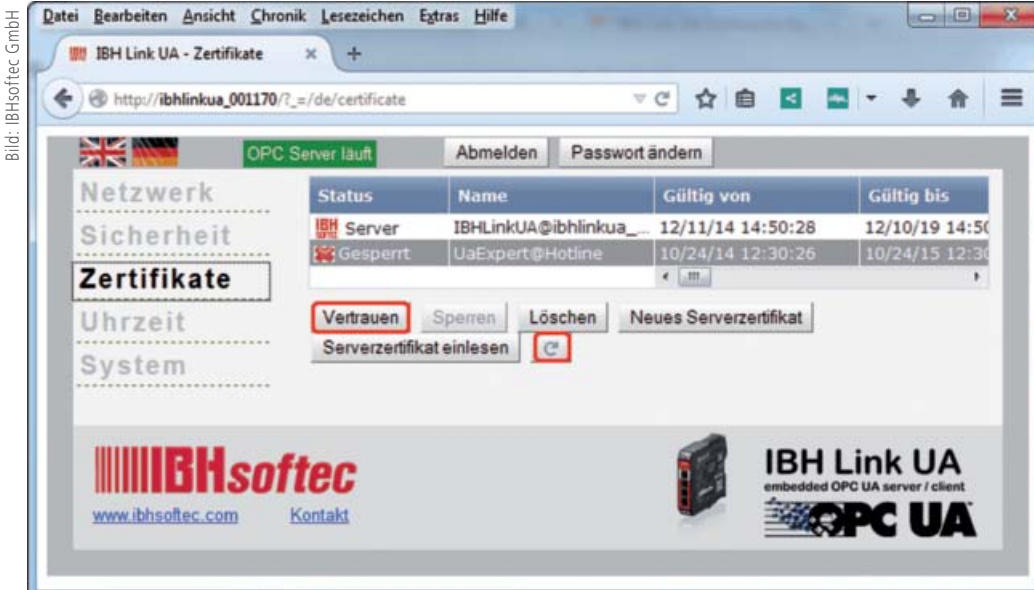 Bild: IBHsoftec GmbH
Datei Bearbeiten Ansicht Chronik Lesezeichen Extras Hilfe
IBH Link UA - Zertifikate
http://ibhlinkua_001170/?_=/de/certificate
OPC Server läuft Abmelden Passwort ändern
Netzwerk
Sicherheit
Zertifikate
Uhrzeit
System
Status Name Gültig von Gültig bis
IBH softec Server IBHLinkUA@ibhlinkua_... 12/11/14 14:50:28 12/10/19 14:50
Gesperrt UaExpert@Hotline 10/24/14 12:30:26 10/24/15 12:30
Vertrauen Sperren Löschen Neues Serverzertifikat
Serverzertifikat einlesen
IBHsoftec
www.ibhsoftec.com Kontakt
IBH Link UA
embedded OPC UA server / client
OPC UA